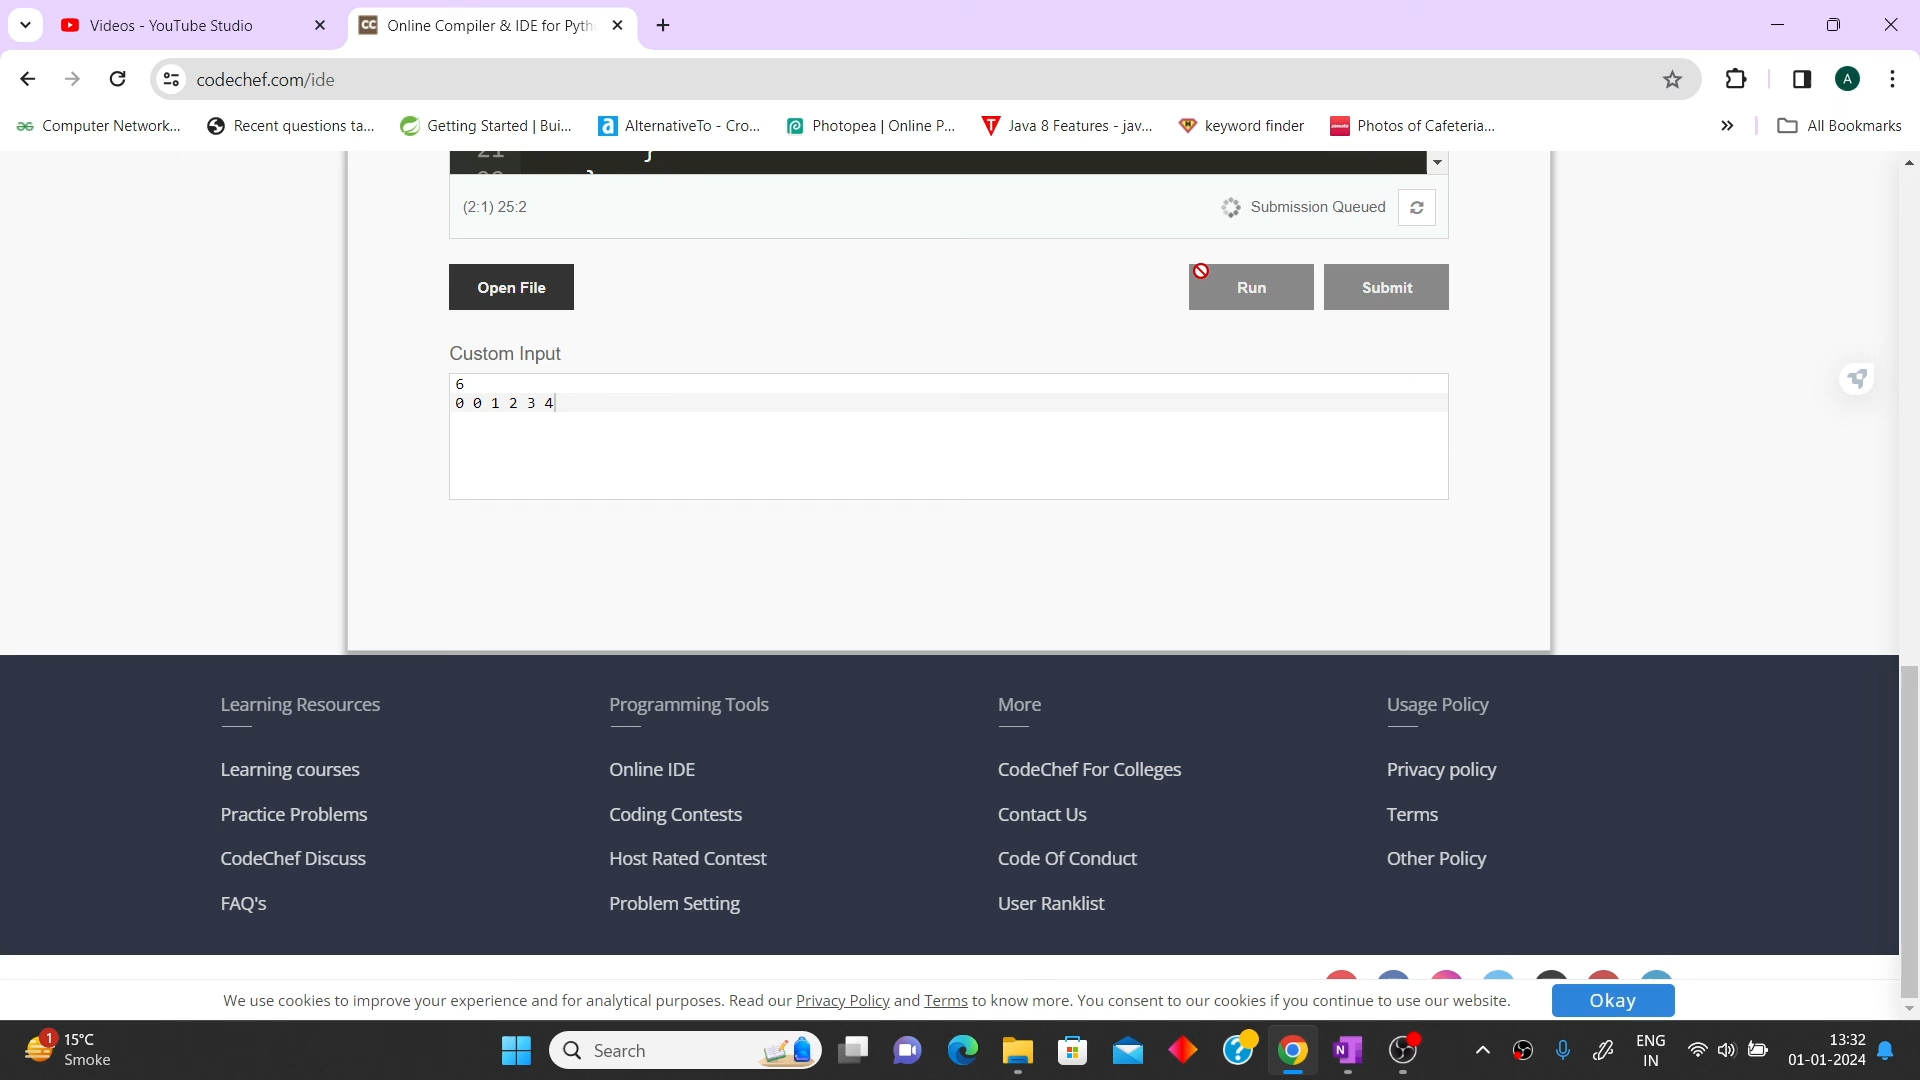 Videos - YouTube Studio
Online Compiler & IDE for Pyth
codechef.com/ide
A
Computer Network...
Recent questions ta...
Getting Started | Bui...
AlternativeTo - Cro...
Photopea | Online P...
Java 8 Features - jav...
keyword finder
Photos of Cafeteria...
All Bookmarks
21 }
(2:1) 25:2
Submission Queued
Open File
Run
Submit
Custom Input
6
0 0 1 2 3 4
Learning Resources
Programming Tools
More
Usage Policy
Learning courses
Online IDE
CodeChef For Colleges
Privacy policy
Practice Problems
Coding Contests
Contact Us
Terms
CodeChef Discuss
Host Rated Contest
Code Of Conduct
Other Policy
FAQ's
Problem Setting
User Ranklist
We use cookies to improve your experience and for analytical purposes. Read our Privacy Policy and Terms to know more. You consent to our cookies if you continue to use our website.
Okay
1
15°C
Smoke
Search
ENG
IN
13:32
01-01-2024